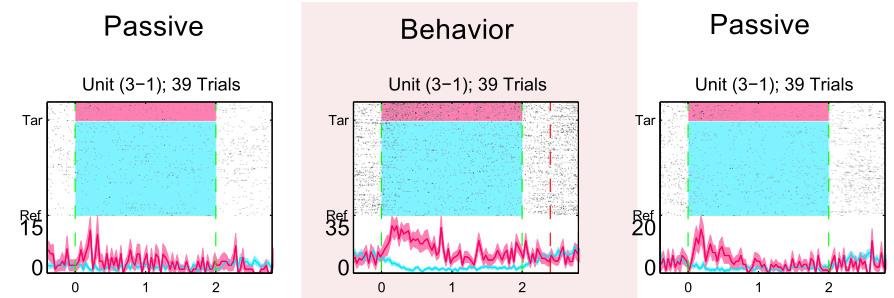 Passive
Behavior
Passive
Unit (3−1); 39 Trials
Unit (3−1); 39 Trials
Unit (3−1); 39 Trials
Tar
Tar
Tar
Ref
Ref
Ref
15
35
20
0
0
0
0 1 2
0 1 2
0 1 2